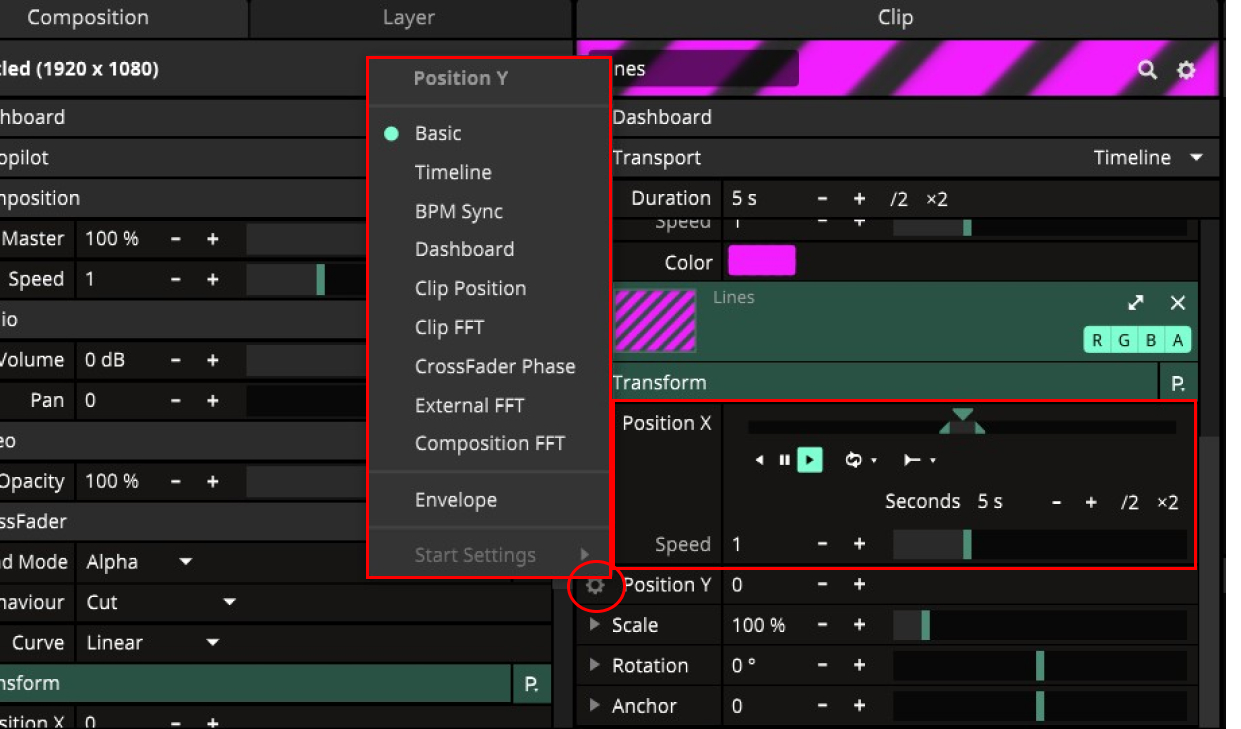 Composition
Layer
Clip
led (1920 x 1080)
hboard
opilot
nposition
Master 100 % - +
Speed 1 - +
io
Volume 0 dB - +
Pan 0 - +
eo
Opacity 100 % - +
ssFader
nd Mode Alpha
naviour Cut
Curve Linear
nsform P.
sition X 0 - +
Position Y
Basic
Timeline
BPM Sync
Dashboard
Clip Position
Clip FFT
CrossFader Phase
External FFT
Composition FFT
Envelope
Start Settings
nes
Dashboard
Transport Timeline
Duration 5 s - + /2 ×2
Speed 1 - +
Color
Lines
R G B A
Transform P.
Position X
Seconds 5 s - + /2 ×2
Speed 1 - +
Position Y 0 - +
Scale 100 % - +
Rotation 0 ° - +
Anchor 0 - +